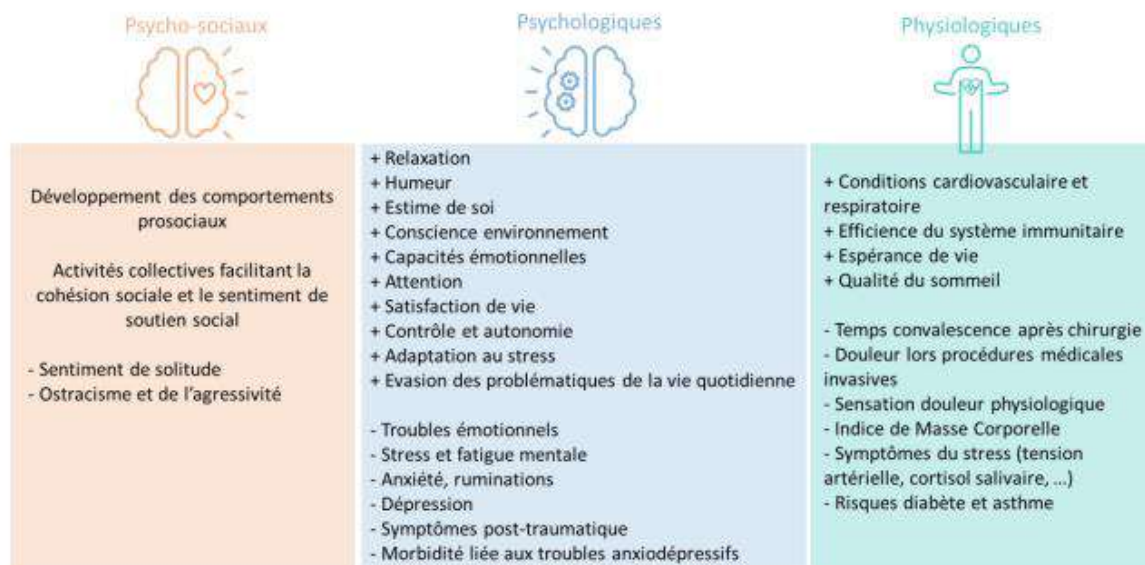 Psycho-sociaux
Développement des comportements
prosociaux
Activités collectives facilitant la
cohésion sociale et le sentiment de
soutien social
- Sentiment de solitude
- Ostracisme et de l'agressivité
Psychologiques
+ Relaxation
+ Humeur
+ Estime de soi
+ Conscience environnement
+ Capacités émotionnelles
+ Attention
+ Satisfaction de vie
+ Contrôle et autonomie
+ Adaptation au stress
+ Evasion des problématiques de la vie quotidienne
- Troubles émotionnels
- Stress et fatigue mentale
- Anxiété, ruminations
- Dépression
- Symptômes post-traumatique
- Morbidité liée aux troubles anxiodépressifs
Physiologiques
+ Conditions cardiovasculaire et
respiratoire
+ Efficience du système immunitaire
+ Espérance de vie
+ Qualité du sommeil
- Temps convalescence après chirurgie
- Douleur lors procédures médicales
invasives
- Sensation douleur physiologique
- Indice de Masse Corporelle
- Symptômes du stress (tension
artérielle, cortisol salivaire, ...)
- Risques diabète et asthme